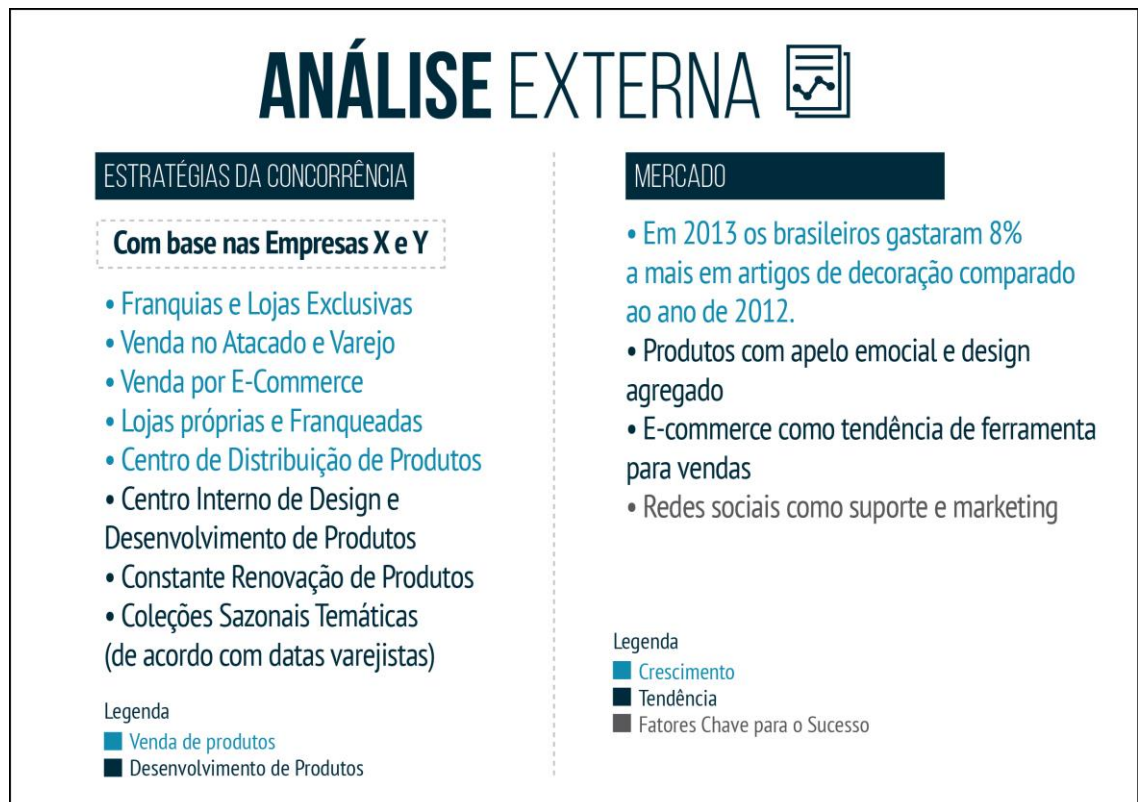 ANÁLISE EXTERNA
ESTRATÉGIAS DA CONCORRÊNCIA
Com base nas Empresas X e Y
• Franquias e Lojas Exclusivas
• Venda no Atacado e Varejo
• Venda por E-Commerce
• Lojas próprias e Franqueadas
• Centro de Distribuição de Produtos
• Centro Interno de Design e
Desenvolvimento de Produtos
• Constante Renovação de Produtos
• Coleções Sazonais Temáticas
(de acordo com datas varejistas)
Legenda
Venda de produtos
Desenvolvimento de Produtos
MERCADO
• Em 2013 os brasileiros gastaram 8%
a mais em artigos de decoração comparado
ao ano de 2012.
• Produtos com apelo emocial e design
agregado
• E-commerce como tendência de ferramenta
para vendas
• Redes sociais como suporte e marketing
Legenda
Crescimento
Tendência
Fatores Chave para o Sucesso